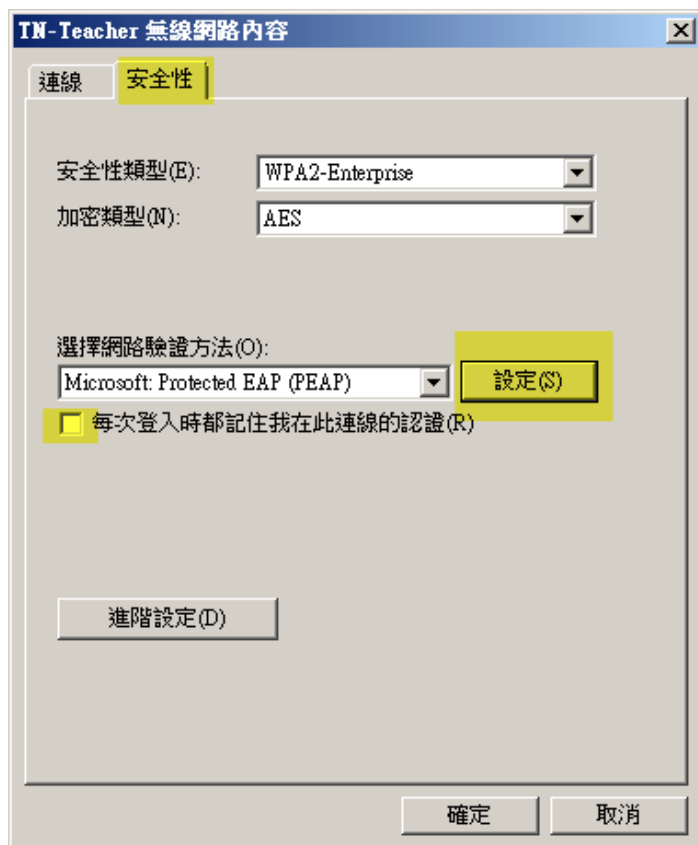 TN-Teacher 無線網路內容
連線 安全性
安全性類型(E): WPA2-Enterprise
加密類型(N): AES
選擇網路驗證方法(O):
Microsoft: Protected EAP (PEAP) 設定(S)
每次登入時都記住我在此連線的認證(R)
進階設定(D)
確定 取消